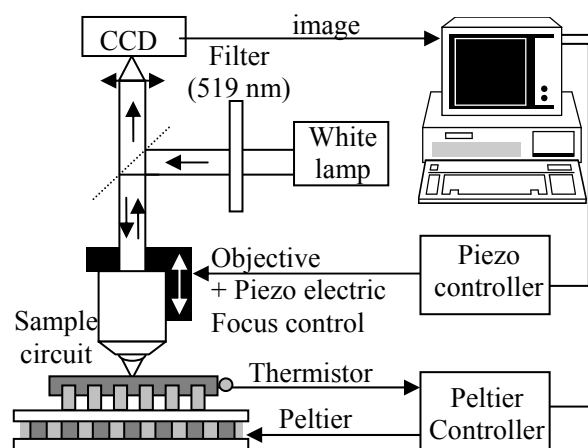 CCD
image
Filter
(519 nm)
White
lamp
Objective
+ Piezo electric
Focus control
Piezo
controller
Sample
circuit
Thermistor
Peltier
Peltier
Controller